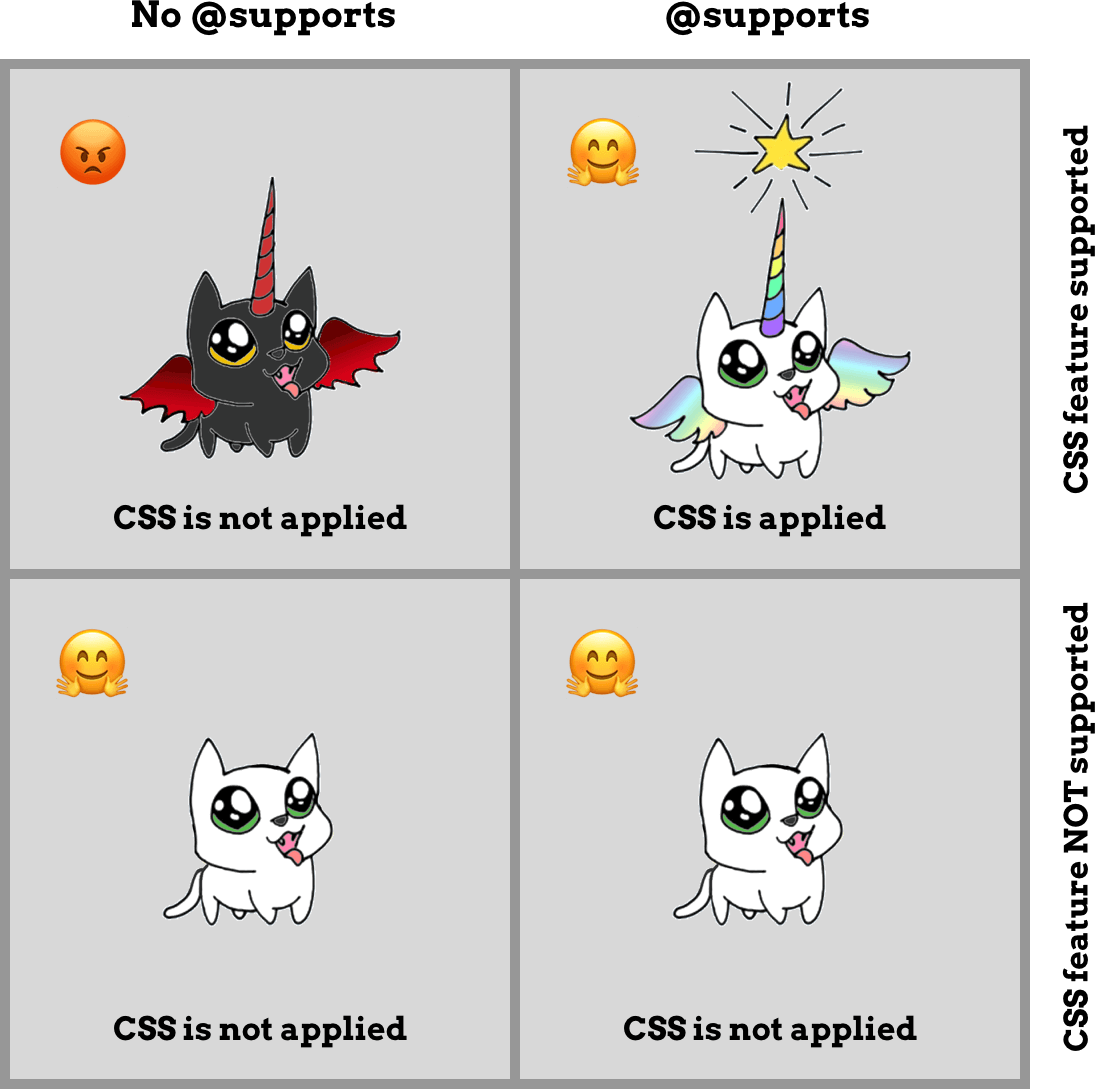 No @supports
@supports
CSS is not applied
CSS is applied
CSS feature supported
CSS is not applied
CSS is not applied
CSS feature NOT supported